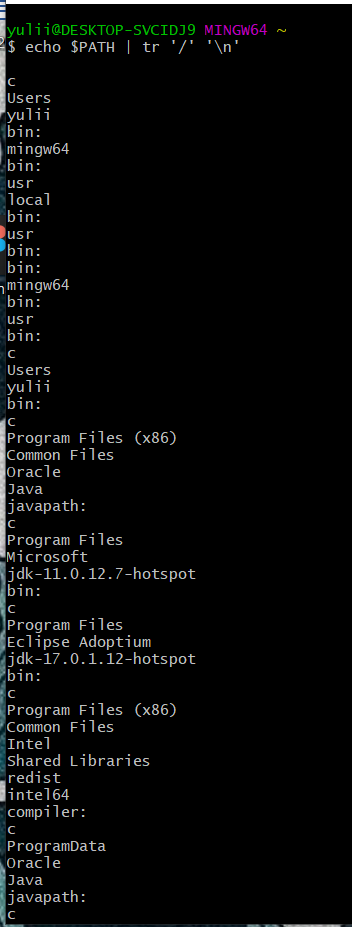 yulii@DESKTOP-SVCIDJ9 MINGW64 ~
$ echo $PATH | tr '/' '\n'
c
Users
yulii
bin:
mingw64
bin:
usr
local
bin:
usr
bin:
bin:
mingw64
bin:
usr
bin:
c
Users
yulii
bin:
c
Program Files (x86)
Common Files
Oracle
Java
javapath:
c
Program Files
Microsoft
jdk-11.0.12.7-hotspot
bin:
c
Program Files
Eclipse Adoptium
jdk-17.0.1.12-hotspot
bin:
c
Program Files (x86)
Common Files
Intel
Shared Libraries
redist
intel64
compiler:
c
ProgramData
Oracle
Java
javapath:
c